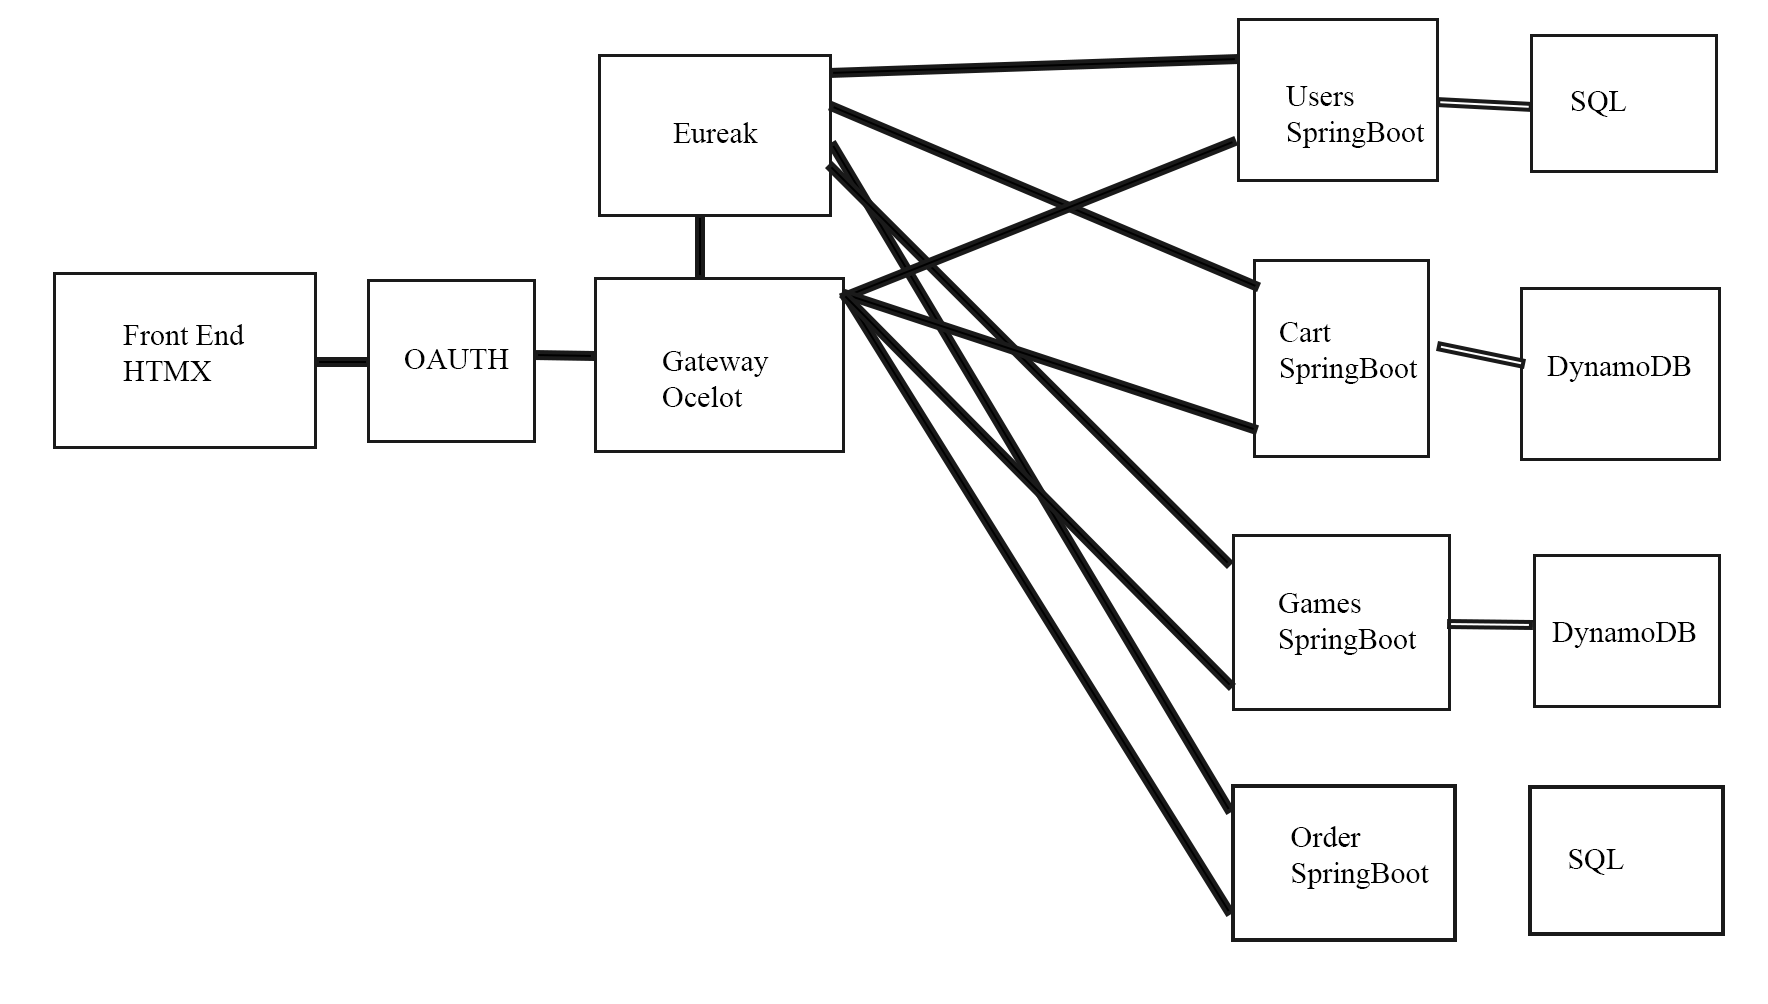 Eureak
Users
SpringBoot
SQL
Front End
HTMX
OAUTH
Gateway
Ocelot
Cart
SpringBoot
DynamoDB
Games
SpringBoot
DynamoDB
Order
SpringBoot
SQL